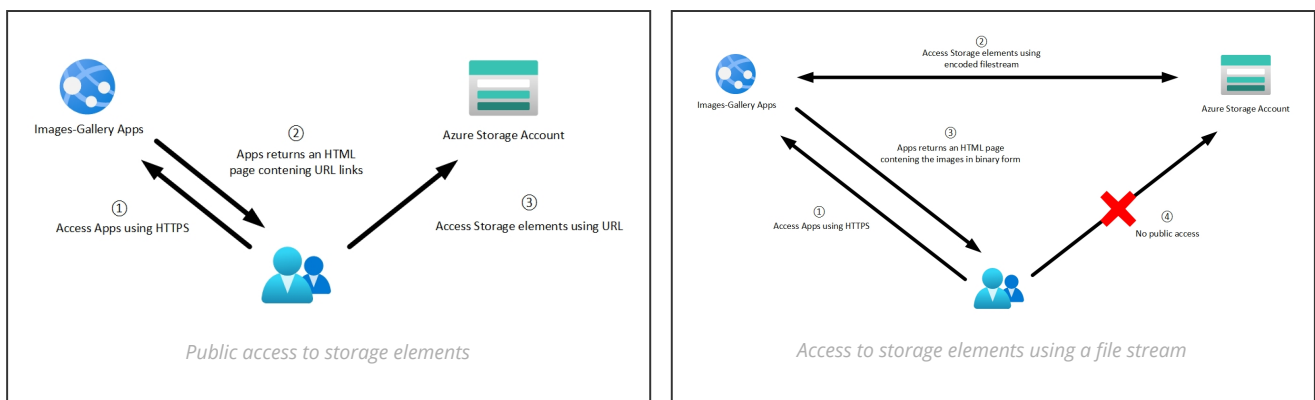 Images-Gallery Apps
②
Apps returns an HTML
page contening URL links
Azure Storage Account
①
Access Apps using HTTPS
③
Access Storage elements using URL
Public access to storage elements
②
Access Storage elements using
encoded filestream
Images-Gallery Apps
Azure Storage Account
③
Apps returns an HTML page
contening the images in binary form
①
Access Apps using HTTPS
④
No public access
Access to storage elements using a file stream